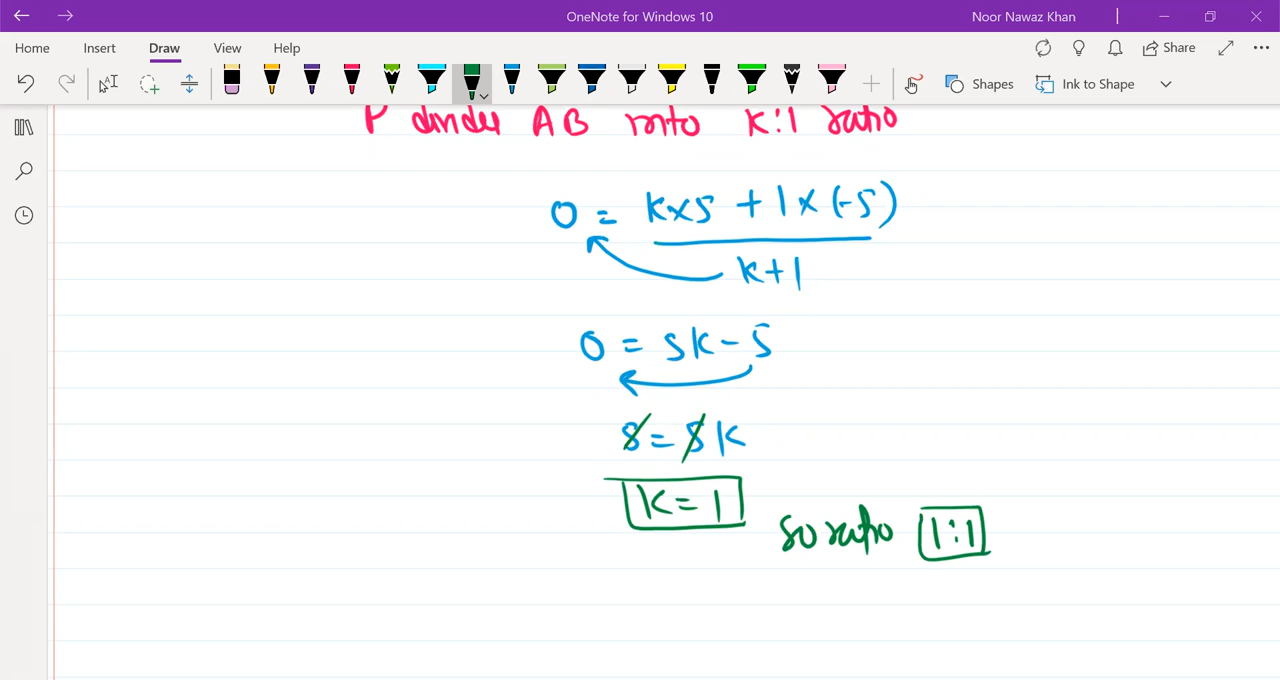 OneNote for Windows 10
Noor Nawaz Khan
Home Insert Draw View Help
Share
Shapes Ink to Shape
P divides AB into K:1 ratio
0 = k×5 + 1×(-5)
k+1
0 = 5k - 5
5 = 5K
K = 1
so ratio 1:1